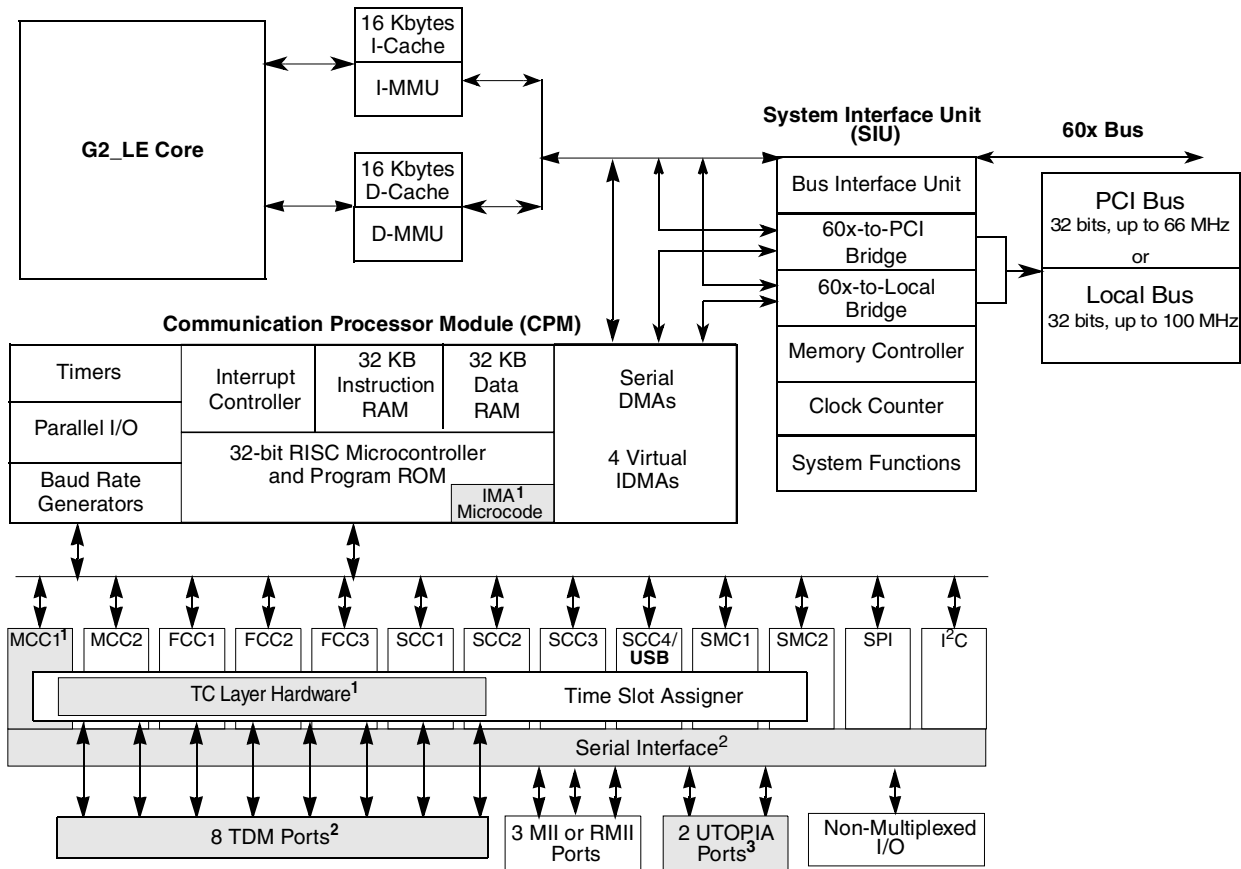 16 Kbytes
I-Cache
I-MMU
G2_LE Core
16 Kbytes
D-Cache
D-MMU
System Interface Unit
(SIU)
60x Bus
Bus Interface Unit
60x-to-PCI
Bridge
60x-to-Local
Bridge
Memory Controller
Clock Counter
System Functions
PCI Bus
32 bits, up to 66 MHz
or
Local Bus
32 bits, up to 100 MHz
Communication Processor Module (CPM)
Timers
Parallel I/O
Baud Rate
Generators
Interrupt
Controller
32 KB
Instruction
RAM
32 KB
Data
RAM
32-bit RISC Microcontroller
and Program ROM
IMA¹
Microcode
Serial
DMAs
4 Virtual
IDMAs
MCC1¹
MCC2
FCC1
FCC2
FCC3
SCC1
SCC2
SCC3
SCC4/
USB
SMC1
SMC2
SPI
I²C
TC Layer Hardware¹
Time Slot Assigner
Serial Interface²
8 TDM Ports²
3 MII or RMII
Ports
2 UTOPIA
Ports³
Non-Multiplexed
I/O